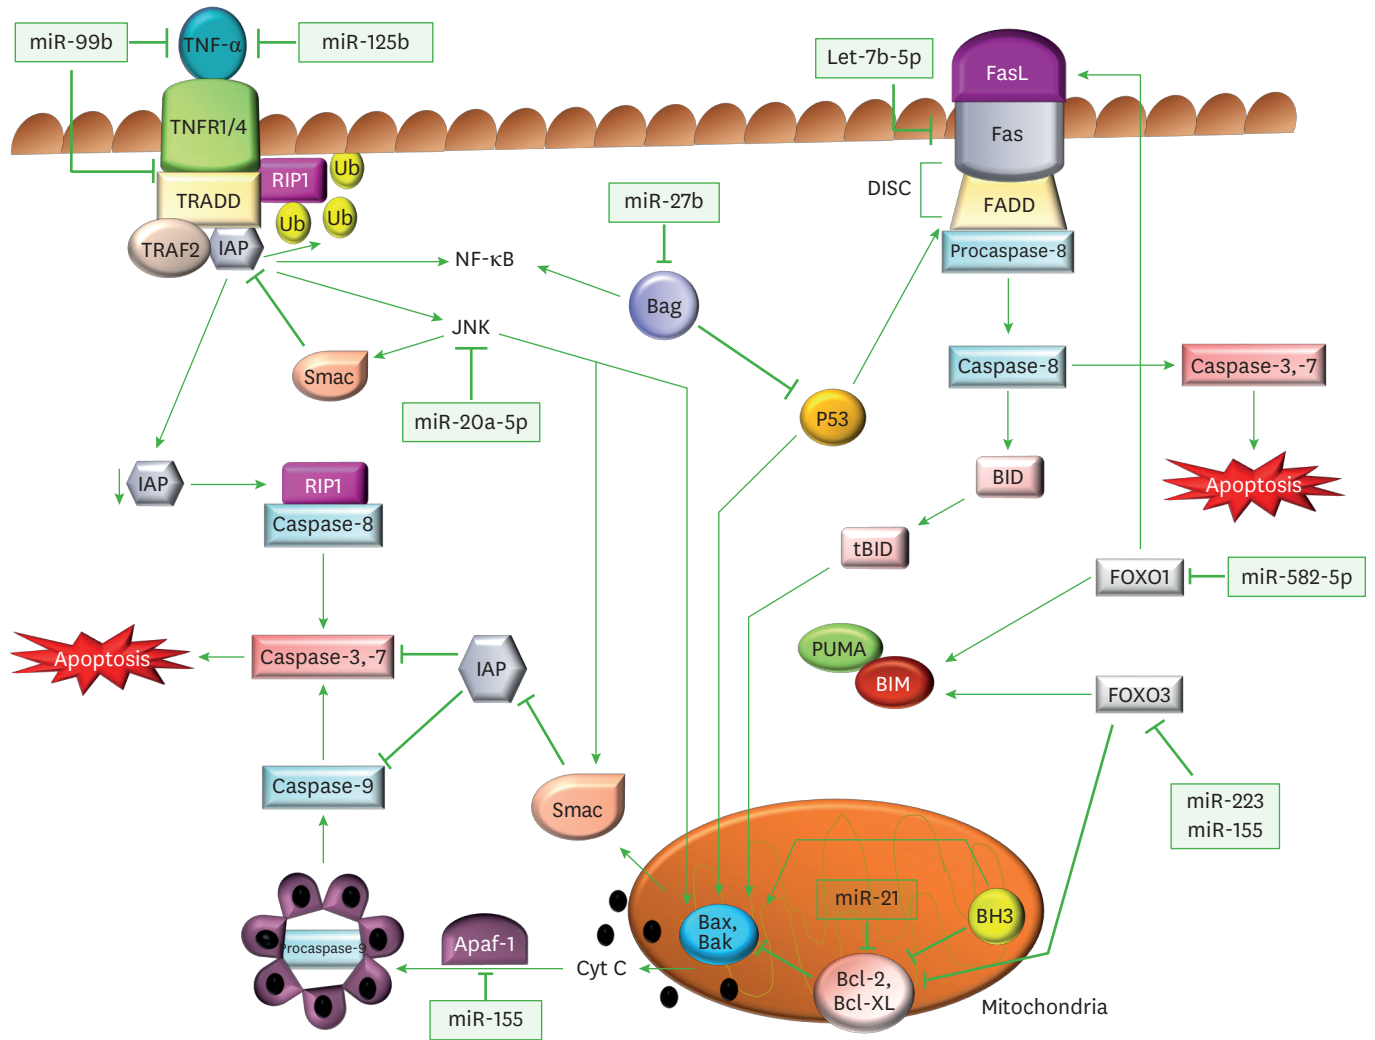 miR-99b
TNF-α
miR-125b
Let-7b-5p
FasL
TNFR1/4
Fas
RIP1
Ub
DISC
TRADD
Ub
Ub
miR-27b
FADD
TRAF2
IAP
NF-κB
Procaspase-8
Bag
JNK
Smac
Caspase-8
Caspase-3,-7
miR-20a-5p
P53
IAP
RIP1
BID
Apoptosis
Caspase-8
tBID
FOXO1
miR-582-5p
PUMA
Apoptosis
Caspase-3,-7
IAP
BIM
FOXO3
Caspase-9
Smac
miR-223
miR-155
miR-21
BH3
Bax,
Bak
Procaspase-9
Apaf-1
Cyt C
Bcl-2,
Bcl-XL
Mitochondria
miR-155